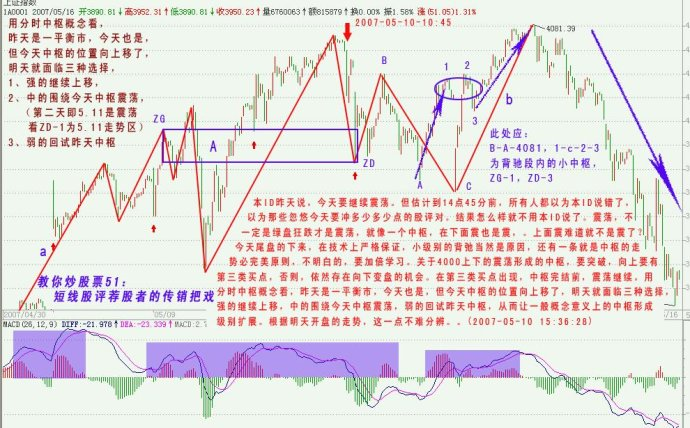 上证指数
1A0001 2007/05/16 开3890.81↓高3952.31↑低3890.81↓收3950.23↑量6760063↑额815879↑换0.00% 振1.58% 涨(51.05)1.31%
用分时中枢概念看，
昨天是一平衡市，今天也是，
但今天中枢的位置向上移了，
明天就面临三种选择，
1、强的继续上移，
2、中的围绕今天中枢震荡，
（第二天即5.11是震荡
看ZD-1为5.11走势区）
3、弱的回试昨天中枢
2007-05-10-10:45
4081.39
ZG
A
ZD
B
1
2
3
A
C
b
a
此处应：
B-A-4081，1-c-2-3
为背驰段内的小中枢，
ZG-1，ZD-3
本ID昨天说，今天要继续震荡。但估计到14点45分前，所有人都以为本ID说错了，
以为那些忽悠今天要冲多少多少点的股评对。结果怎么样就不用本ID说了。震荡，不
一定是绿盘狂跌才是震荡，就像一个中枢，在下面震也是震，。上面震难道就不是震了？
今天尾盘的下来，在技术上严格保证，小级别的背驰当然是原因，还有一条就是中枢的走
势必完美原则，不明白的，要加倍学习。关于4000上下的震荡形成的中枢，要突破，向上要有
第三类买点，否则，依然存在向下变盘的机会。在第三类买点出现，中枢完结前，震荡继续。用
分时中枢概念看，昨天是一平衡市，今天也是，但今天中枢的位置向上移了，明天就面临三种选择，
强的继续上移，中的围绕今天中枢震荡，弱的回试昨天中枢，从而让一般概念意义上的中枢形成
级别扩展。根据明天开盘的走势，这一点不难分辨。。(2007-05-10 15:36:28)
教你炒股票51：
短线股评荐股者的传销把戏
2007/04/30
05/09
/16
MACD(26,12,9) DIFF:-21.978↑ DEA:-23.339↑ MACD:2.